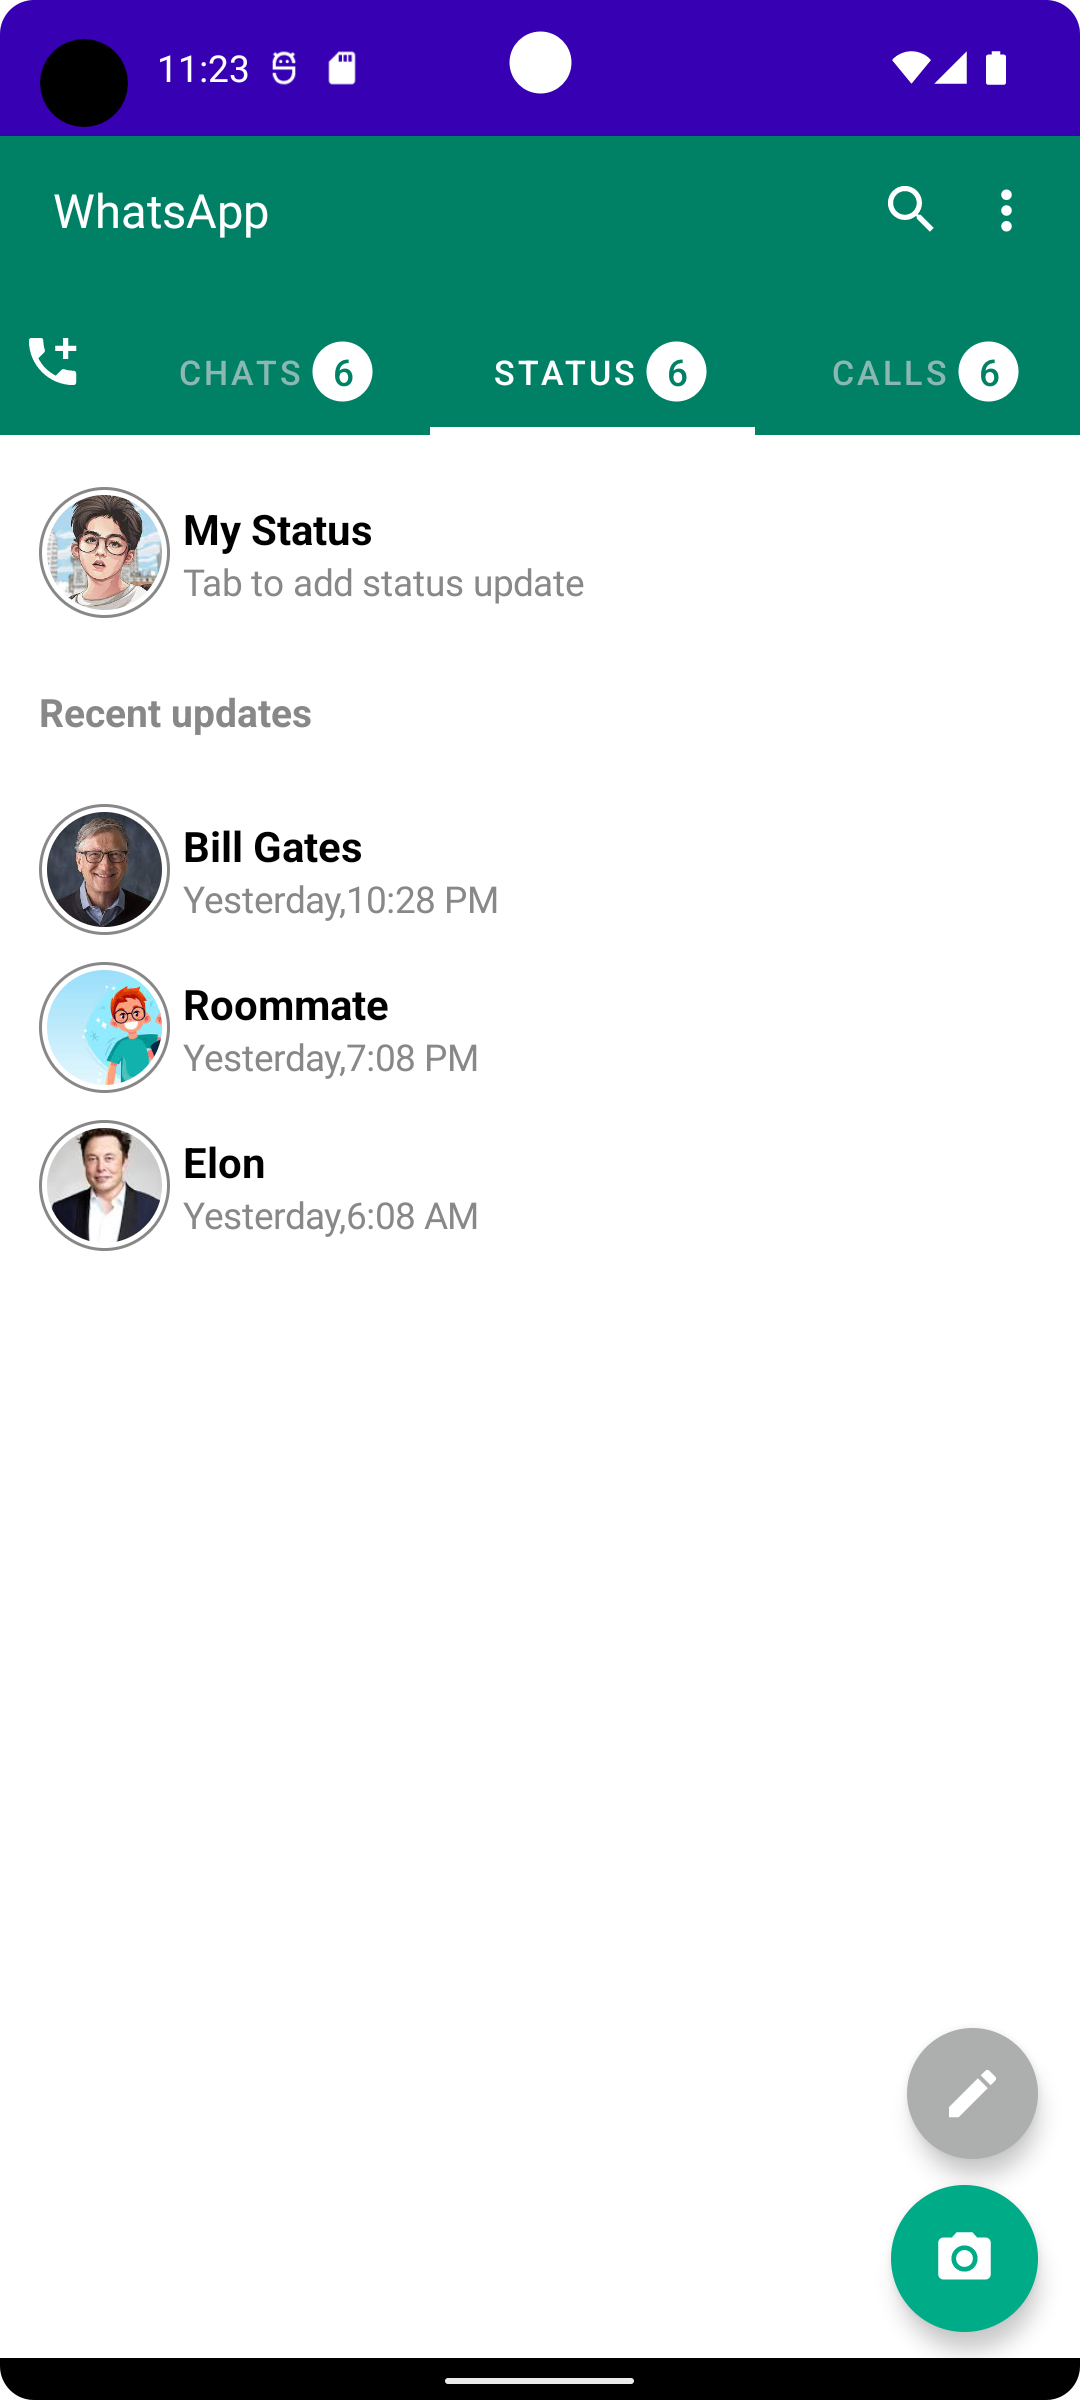 11:23
WhatsApp
CHATS 6 STATUS 6 CALLS 6
My Status
Tab to add status update
Recent updates
Bill Gates
Yesterday,10:28 PM
Roommate
Yesterday,7:08 PM
Elon
Yesterday,6:08 AM